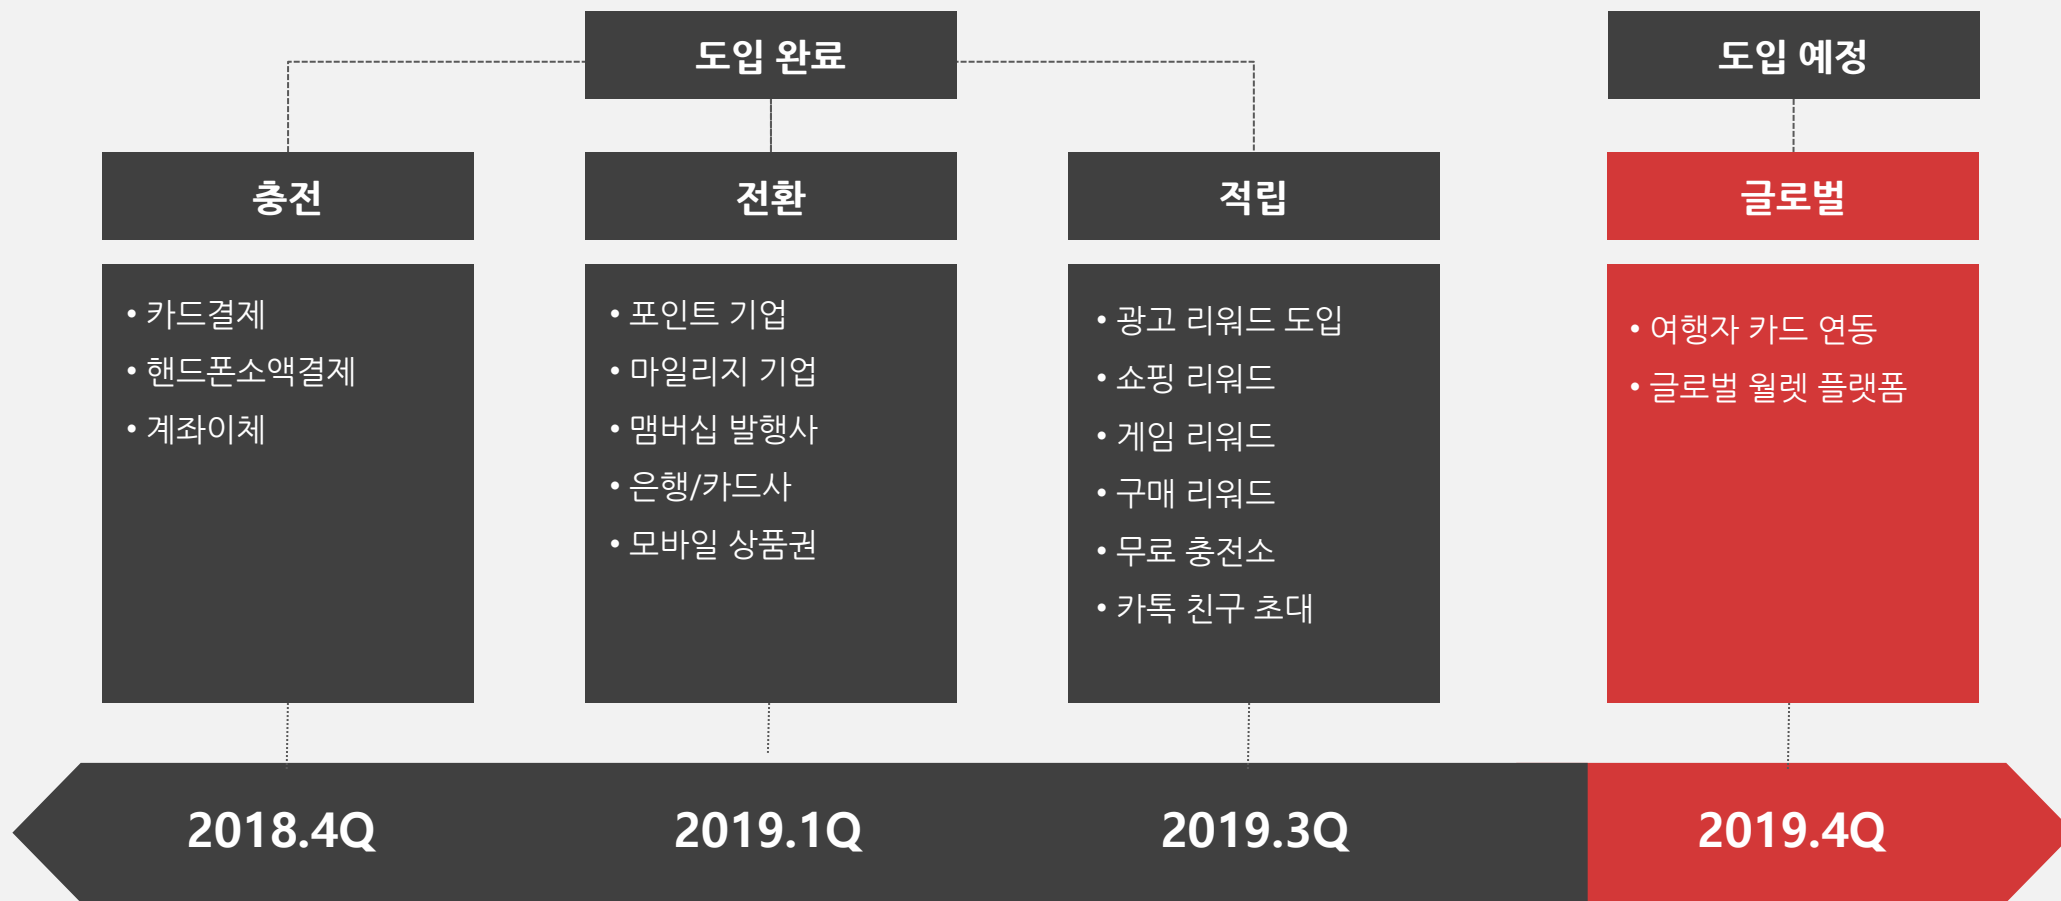 도입 완료
도입 예정
충전
전환
적립
글로벌
• 카드결제
• 핸드폰소액결제
• 계좌이체
• 포인트 기업
• 마일리지 기업
• 맴버십 발행사
• 은행/카드사
• 모바일 상품권
• 광고 리워드 도입
• 쇼핑 리워드
• 게임 리워드
• 구매 리워드
• 무료 충전소
• 카톡 친구 초대
• 여행자 카드 연동
• 글로벌 월렛 플랫폼
2018.4Q
2019.1Q
2019.3Q
2019.4Q